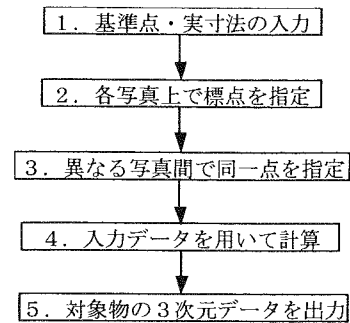 1．基準点・実寸法の入力
2．各写真上で標点を指定
3．異なる写真間で同一点を指定
4．入力データを用いて計算
5．対象物の3次元データを出力